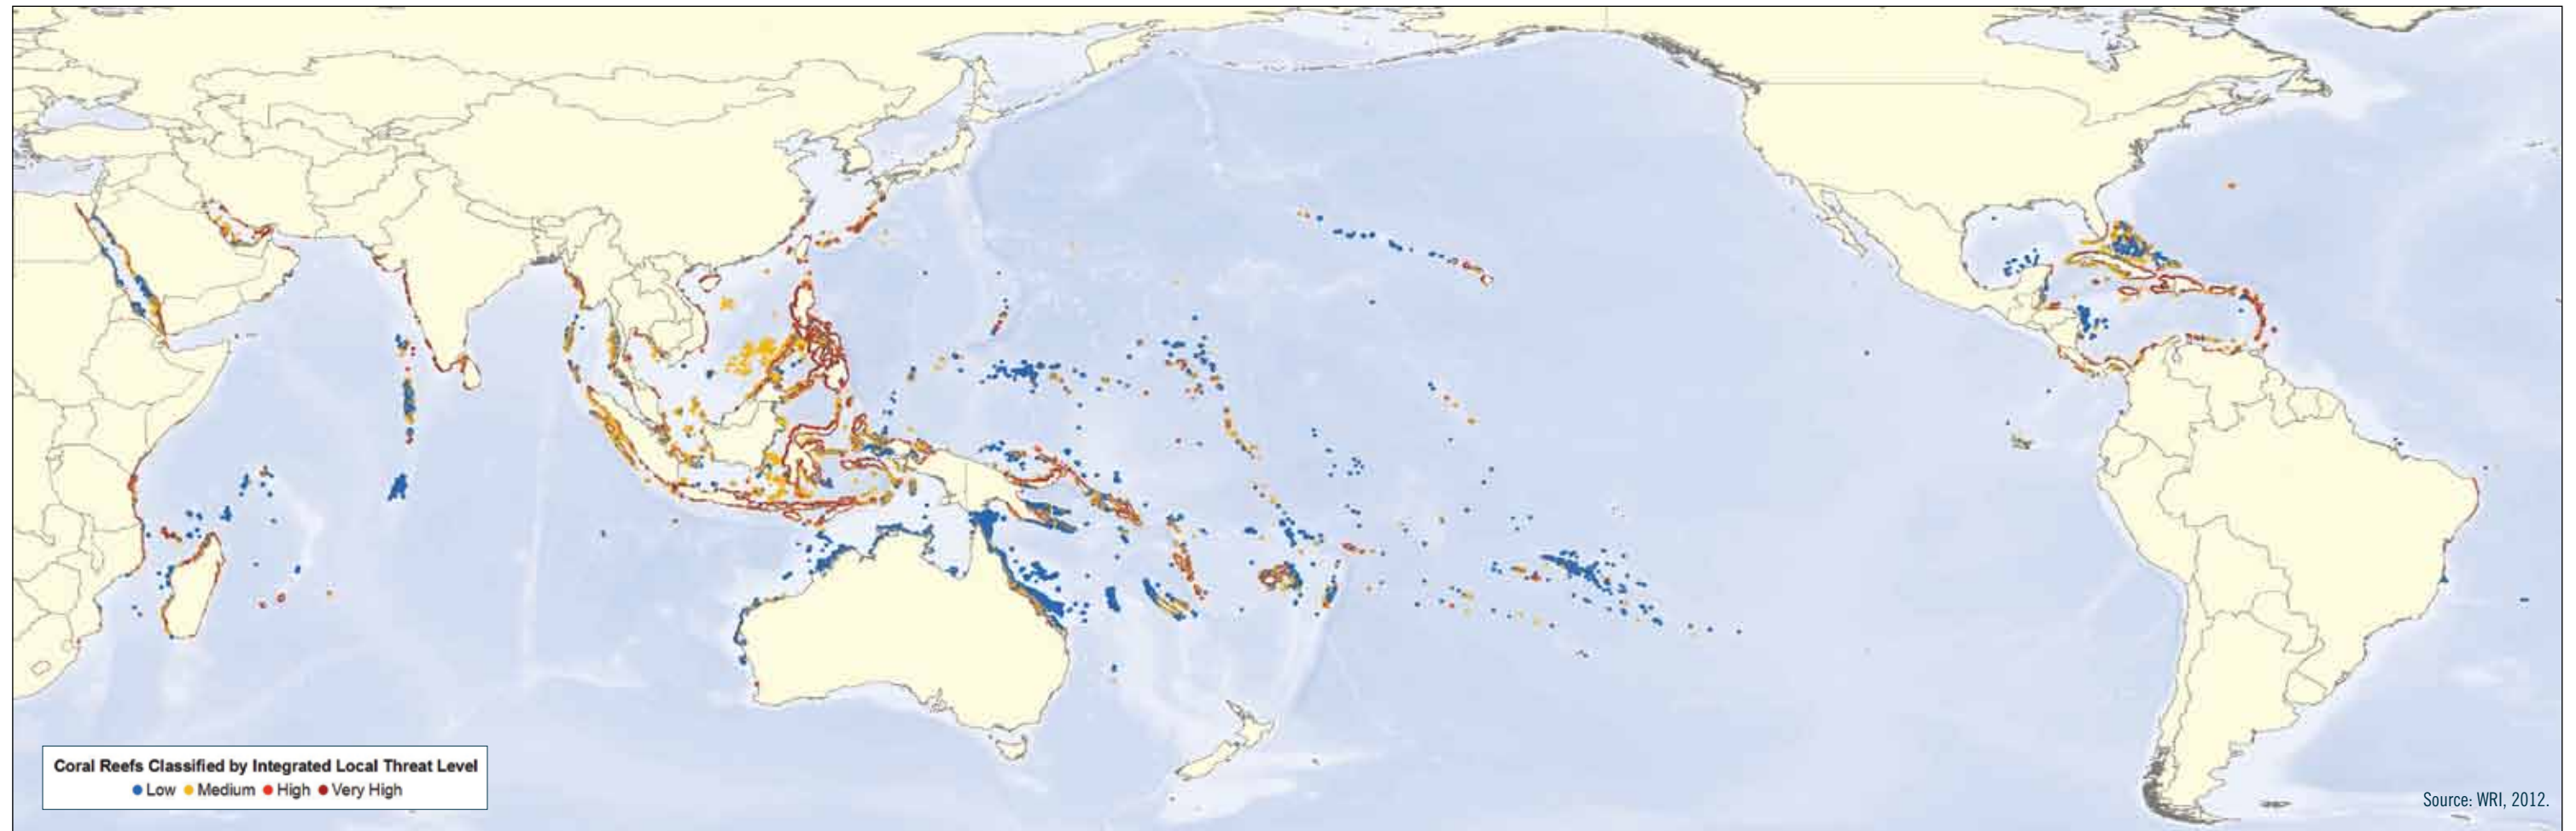 Coral Reefs Classified by Integrated Local Threat Level
Low Medium High Very High
Source: WRI, 2012.